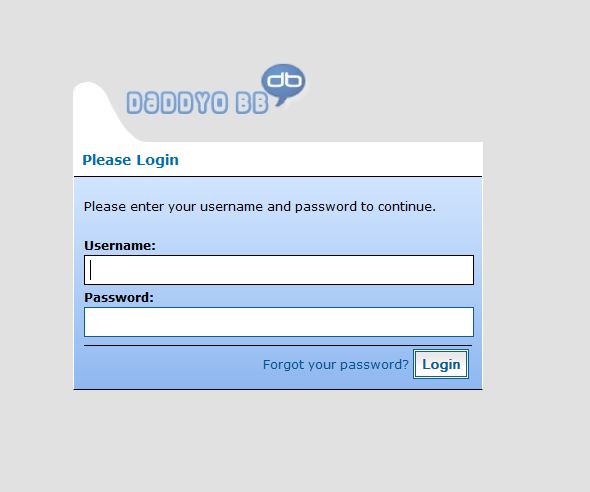 DADDYO BB
db
Please Login
Please enter your username and password to continue.
Username:
Password:
Forgot your password? Login